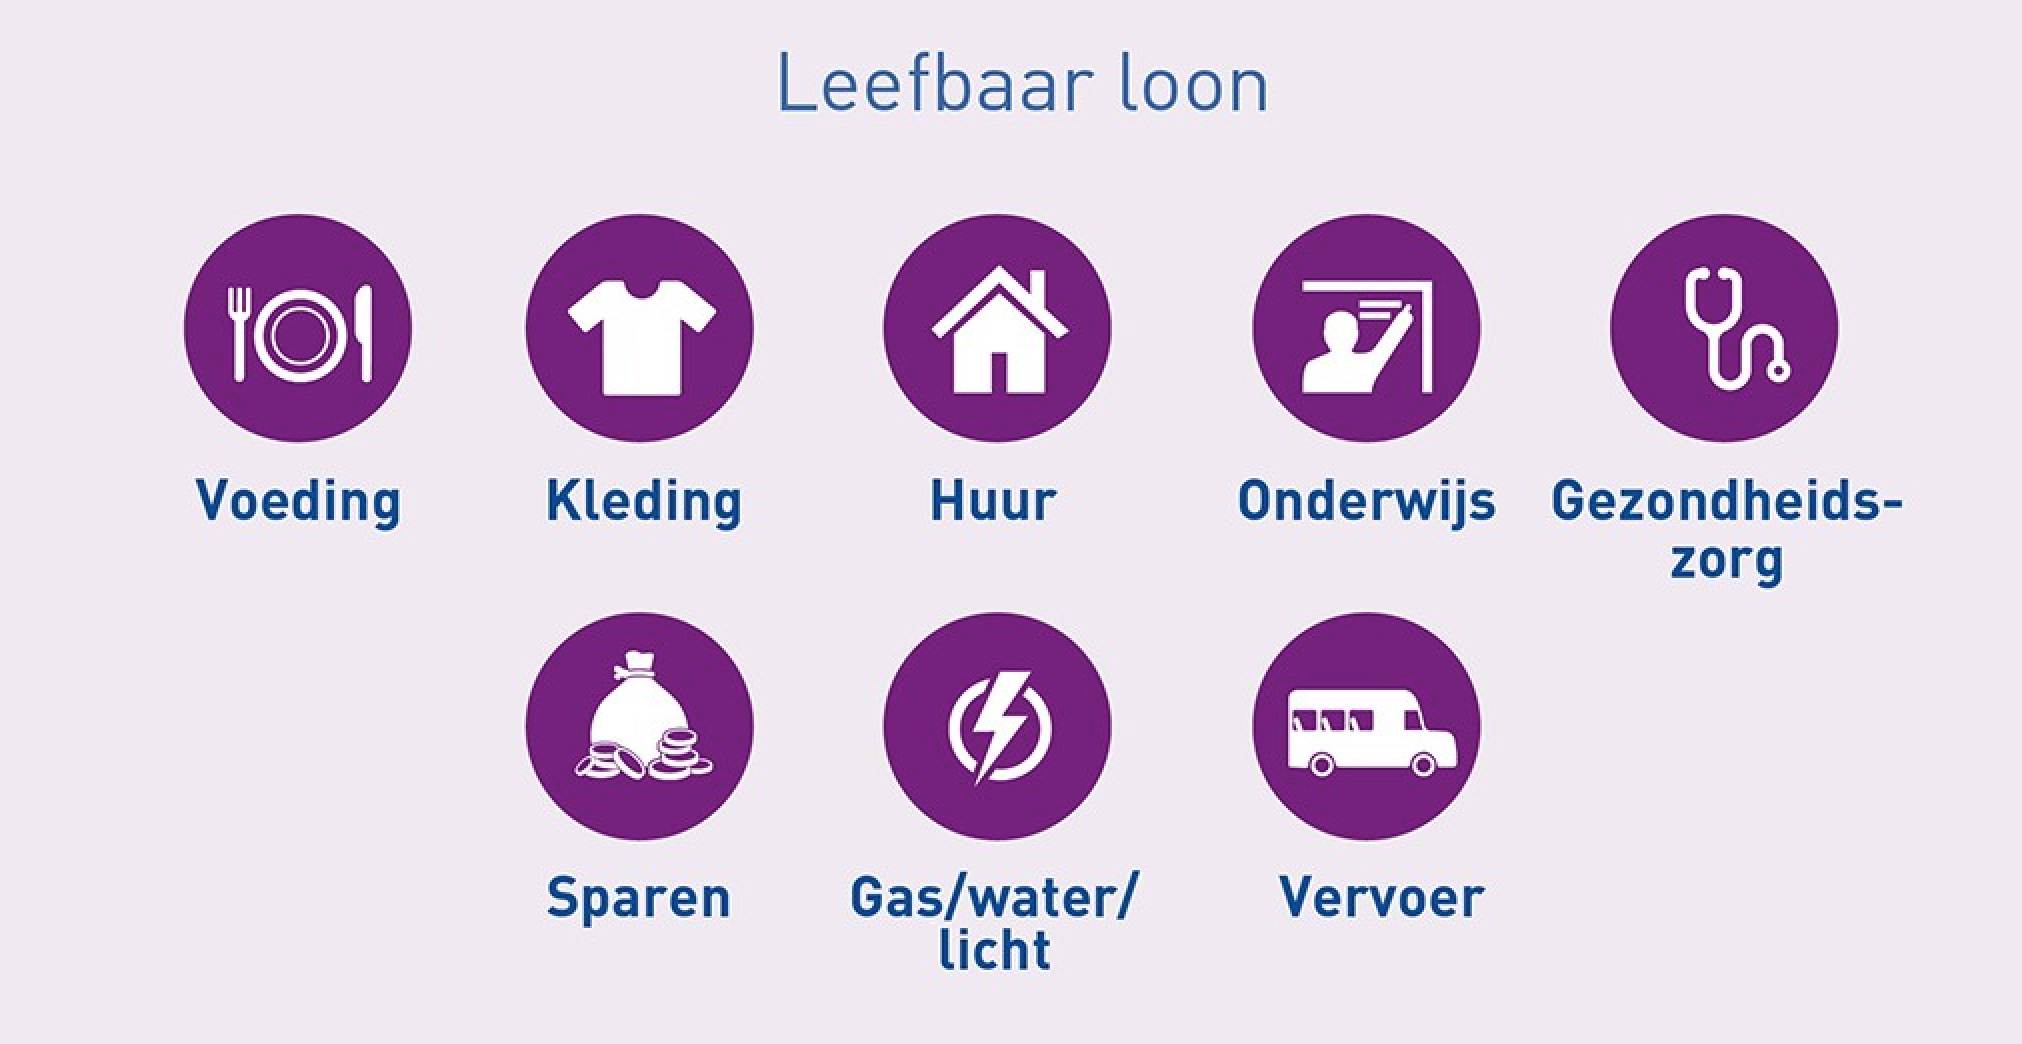 Leefbaar loon
Voeding
Kleding
Huur
Onderwijs
Gezondheids-
zorg
Sparen
Gas/water/
licht
Vervoer